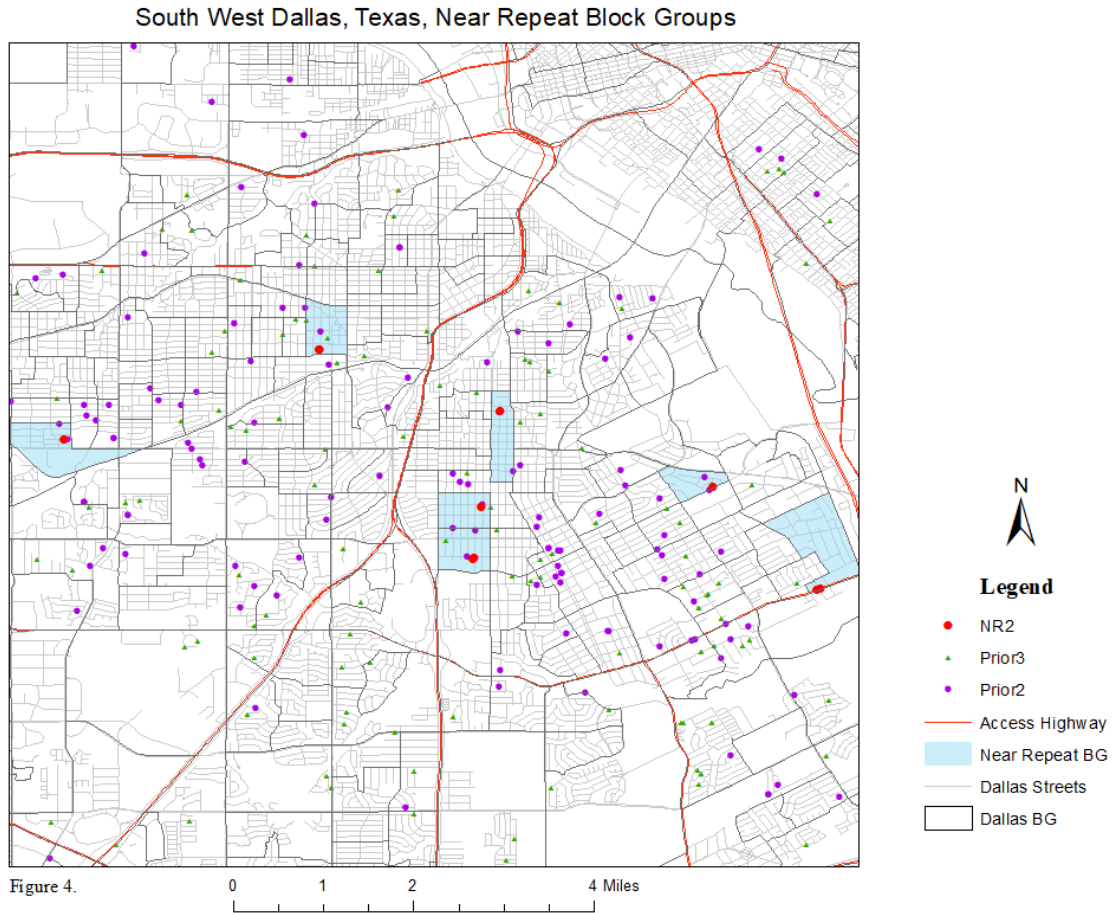 South West Dallas, Texas, Near Repeat Block Groups
N
Legend
NR2
Prior3
Prior2
Access Highway
Near Repeat BG
Dallas Streets
Dallas BG
Figure 4.
0 1 2 4 Miles